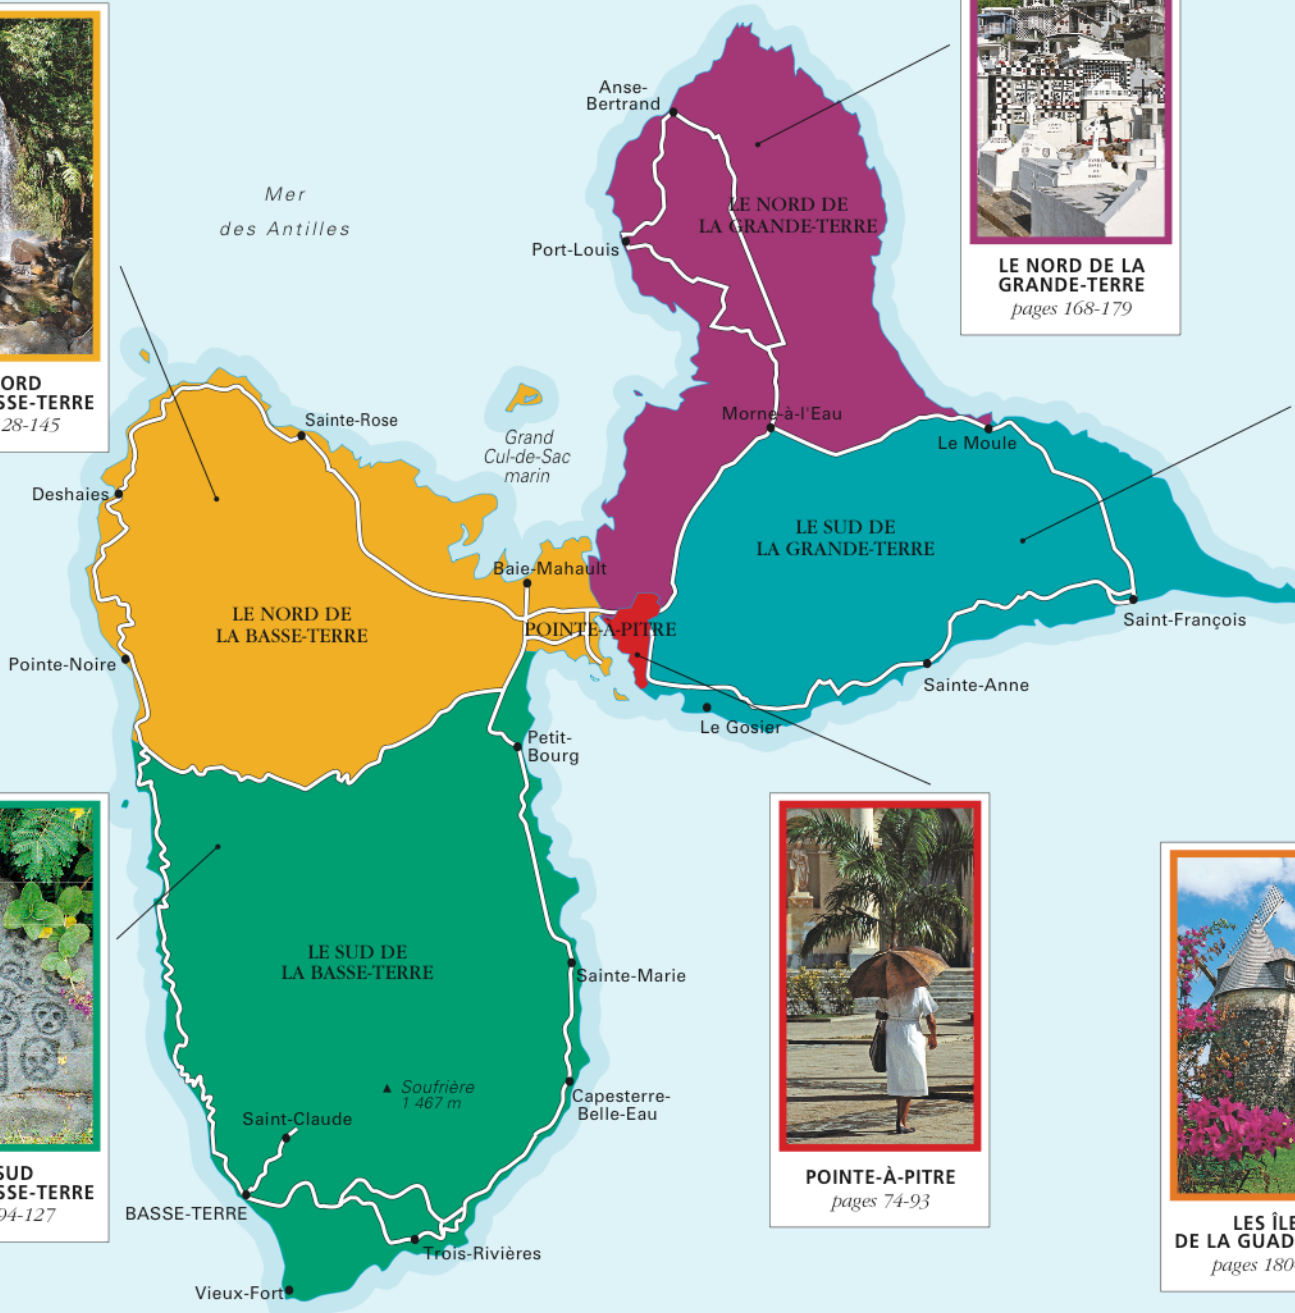 Anse-
Bertrand
Mer
des Antilles
LE NORD DE
LA GRANDE-TERRE
Port-Louis
LE NORD DE LA
GRANDE-TERRE
pages 168-179
ORD
SSE-TERRE
28-145
Sainte-Rose
Grand
Cul-de-Sac
marin
Morne-à-l'Eau
Le Moule
Deshaies
LE SUD DE
LA GRANDE-TERRE
Baie-Mahault
LE NORD DE
LA BASSE-TERRE
POINTE-À-PITRE
Saint-François
Pointe-Noire
Sainte-Anne
Le Gosier
Petit-
Bourg
LE SUD DE
LA BASSE-TERRE
Sainte-Marie
Soufrière
1 467 m
Capesterre-
Belle-Eau
Saint-Claude
SUD
SSE-TERRE
94-127
BASSE-TERRE
Trois-Rivières
Vieux-Fort
POINTE-À-PITRE
pages 74-93
LES ÎLE
DE LA GUAD
pages 180-